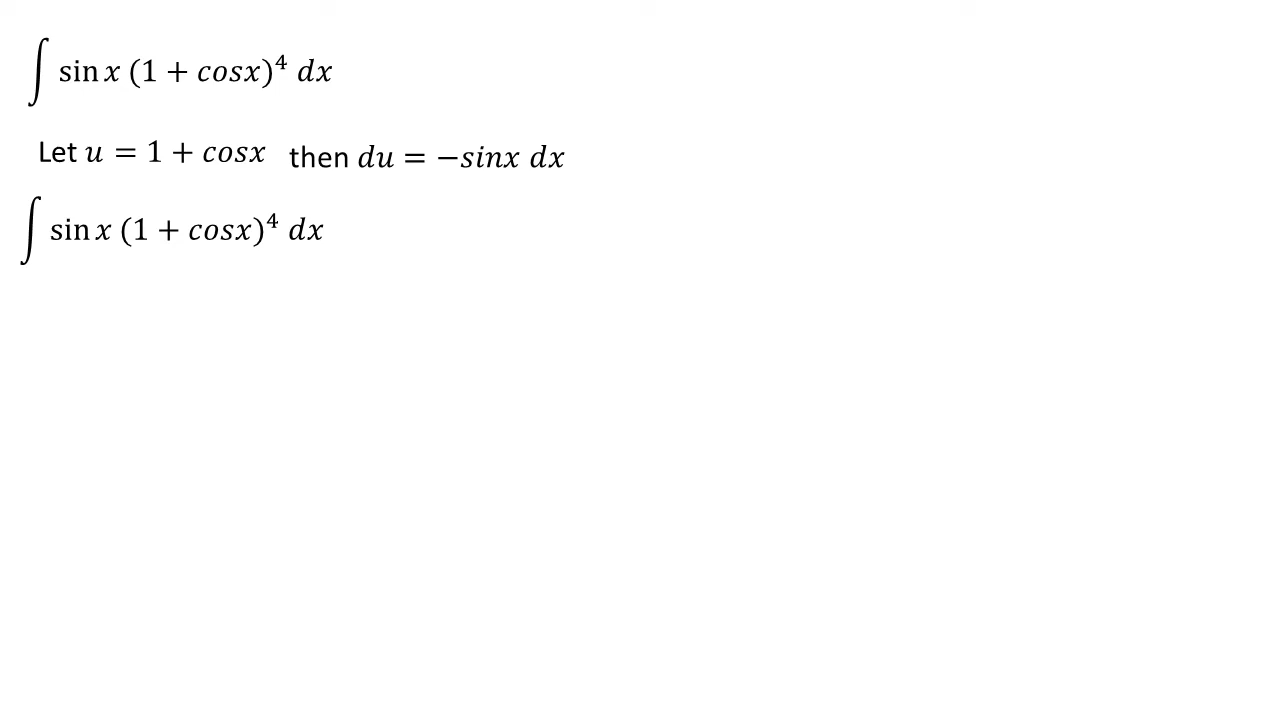 ∫ sin x (1 + cosx)⁴ dx
Let u = 1 + cosx then du = −sinx dx
∫ sin x (1 + cosx)⁴ dx